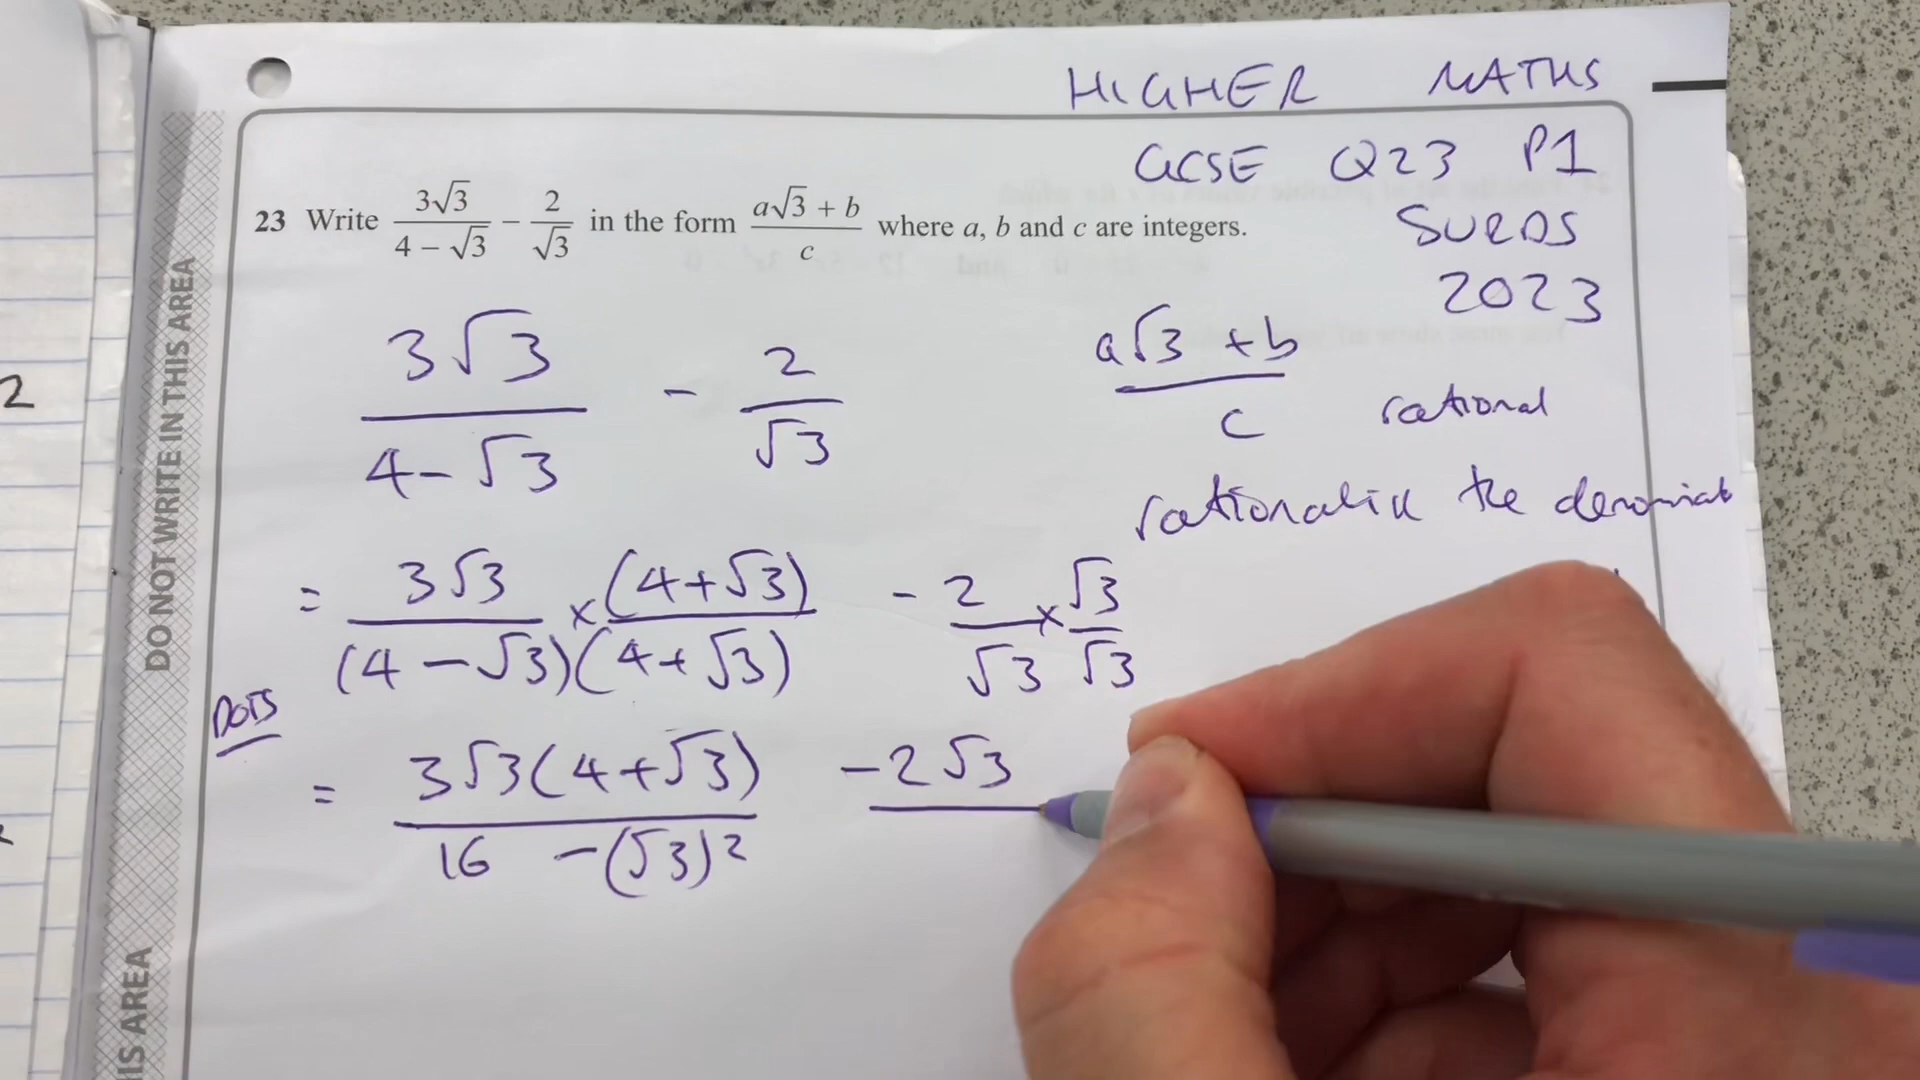 HIGHER MATHS
GCSE Q23 P1
SURDS
2023
23 Write 3√3/(4 − √3) − 2/√3 in the form (a√3 + b)/c where a, b and c are integers.
3√3/(4 − √3) − 2/√3
(a√3 + b)/c
rational
rationalise the
= 3√3/(4 − √3) × (4 + √3)/(4 + √3) − 2/√3 × √3/√3
DOTS
= 3√3(4 + √3)/(16 − (√3)²) − 2√3
DO NOT WRITE IN THIS AREA
IS AREA
2